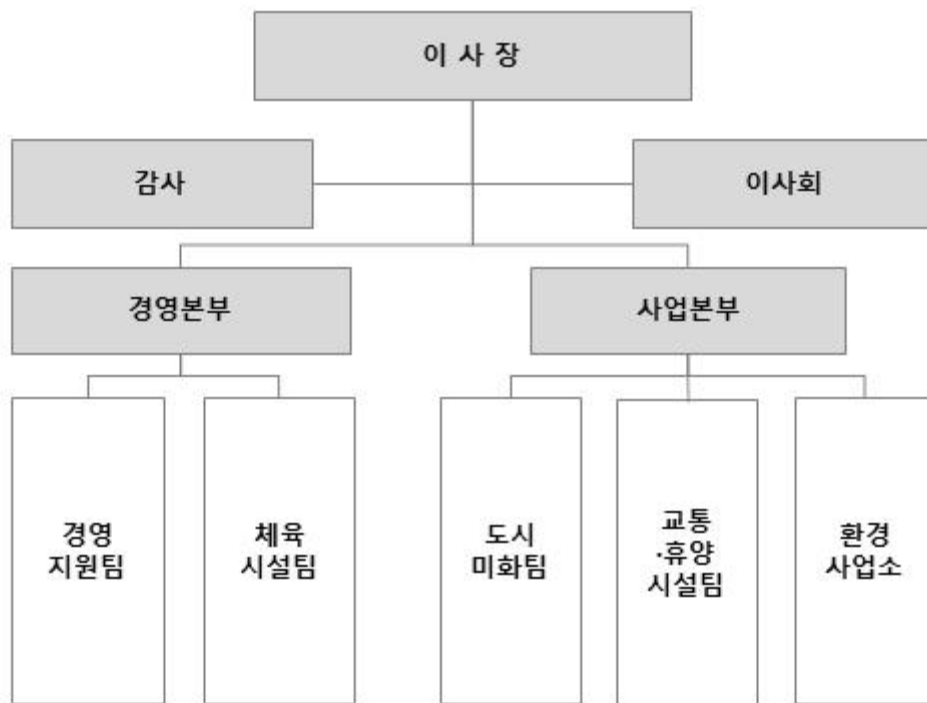 이 사 장
감사
이사회
경영본부
사업본부
경영
지원팀
체육
시설팀
도시
미화팀
교통
·휴양
시설팀
환경
사업소